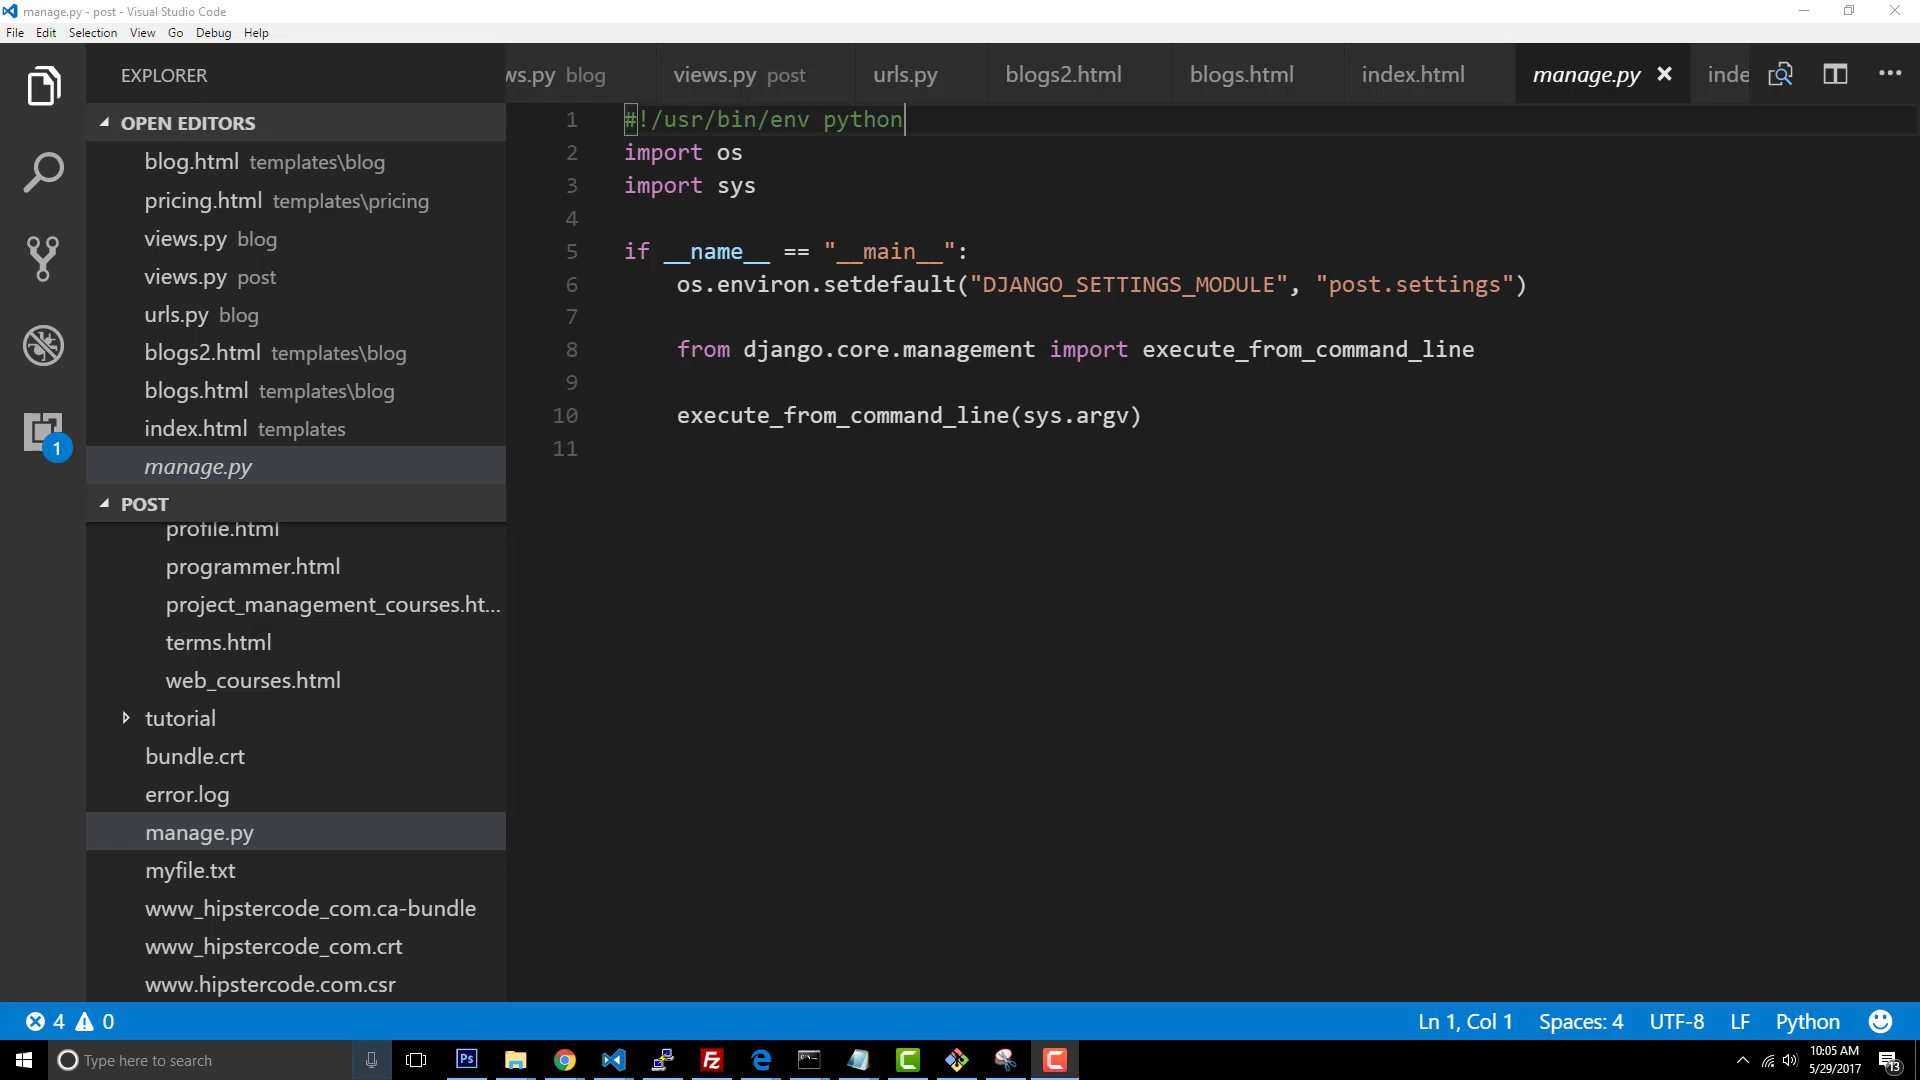 manage.py - post - Visual Studio Code
File Edit Selection View Go Debug Help
EXPLORER
OPEN EDITORS
blog.html templates\blog
pricing.html templates\pricing
views.py blog
views.py post
urls.py blog
blogs2.html templates\blog
blogs.html templates\blog
index.html templates
manage.py
POST
profile.html
programmer.html
project_management_courses.ht...
terms.html
web_courses.html
tutorial
bundle.crt
error.log
manage.py
myfile.txt
www_hipstercode_com.ca-bundle
www_hipstercode_com.crt
www.hipstercode.com.csr
1
ws.py blog views.py post urls.py blogs2.html blogs.html index.html manage.py inde
1 #!/usr/bin/env python
2 import os
3 import sys
4
5 if __name__ == "__main__":
6 os.environ.setdefault("DJANGO_SETTINGS_MODULE", "post.settings")
7
8 from django.core.management import execute_from_command_line
9
10 execute_from_command_line(sys.argv)
11
4 0 Ln 1, Col 1 Spaces: 4 UTF-8 LF Python
Type here to search
Ps
10:05 AM
5/29/2017
13